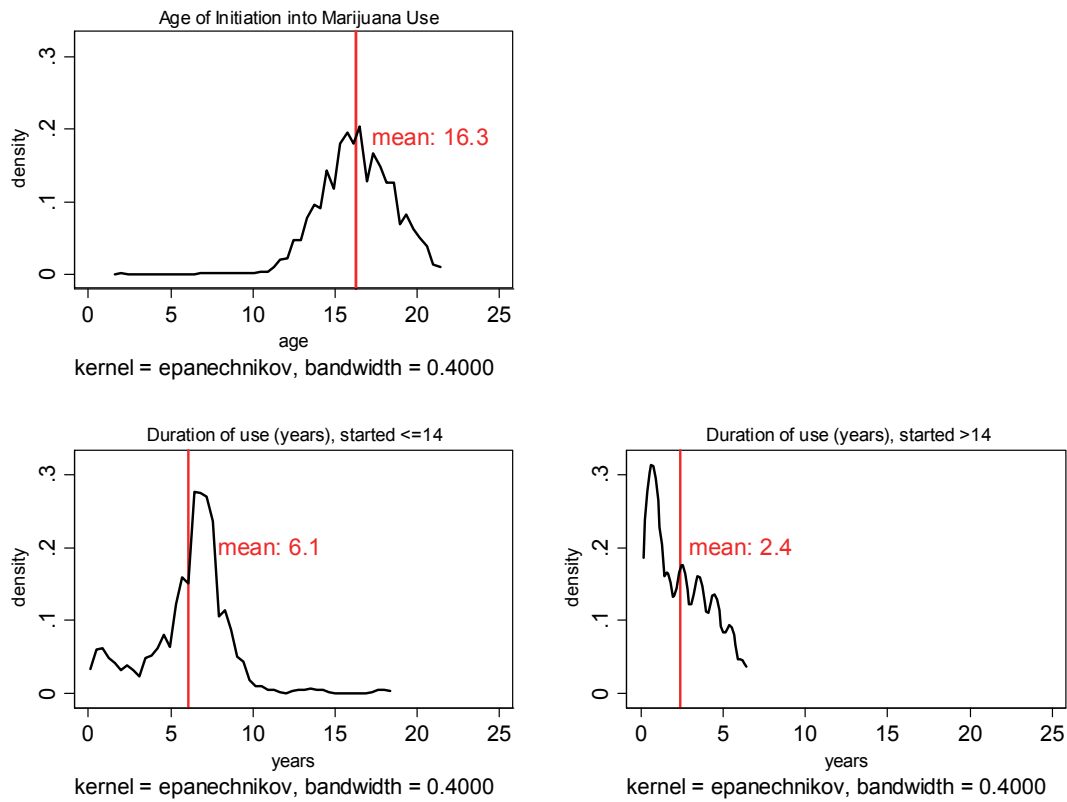 Age of Initiation into Marijuana Use
.3
.2
.1
0
density
mean: 16.3
0 5 10 15 20 25
age
kernel = epanechnikov, bandwidth = 0.4000
Duration of use (years), started <=14
.3
.2
.1
0
density
mean: 6.1
0 5 10 15 20 25
years
kernel = epanechnikov, bandwidth = 0.4000
Duration of use (years), started >14
.3
.2
.1
0
density
mean: 2.4
0 5 10 15 20 25
years
kernel = epanechnikov, bandwidth = 0.4000